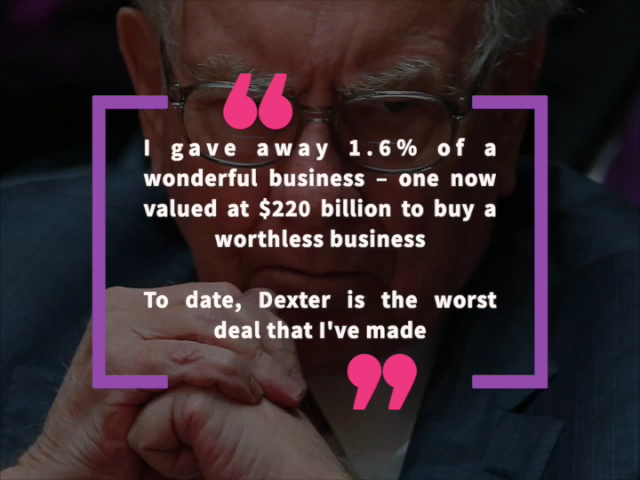 I gave away 1.6% of a
wonderful business – one now
valued at $220 billion to buy a
worthless business
To date, Dexter is the worst
deal that I've made